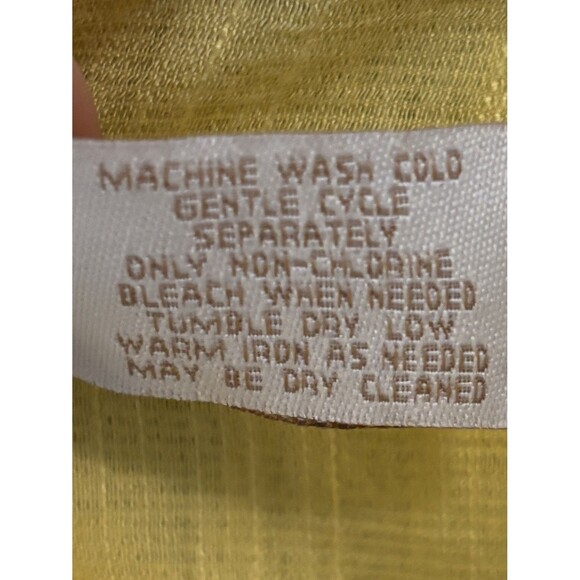 MACHINE WASH COLD
GENTLE CYCLE
SEPARATELY
ONLY NON-CHLORINE
BLEACH WHEN NEEDED
TUMBLE DRY LOW
WARM IRON AS NEEDED
MAY BE DRY CLEANED